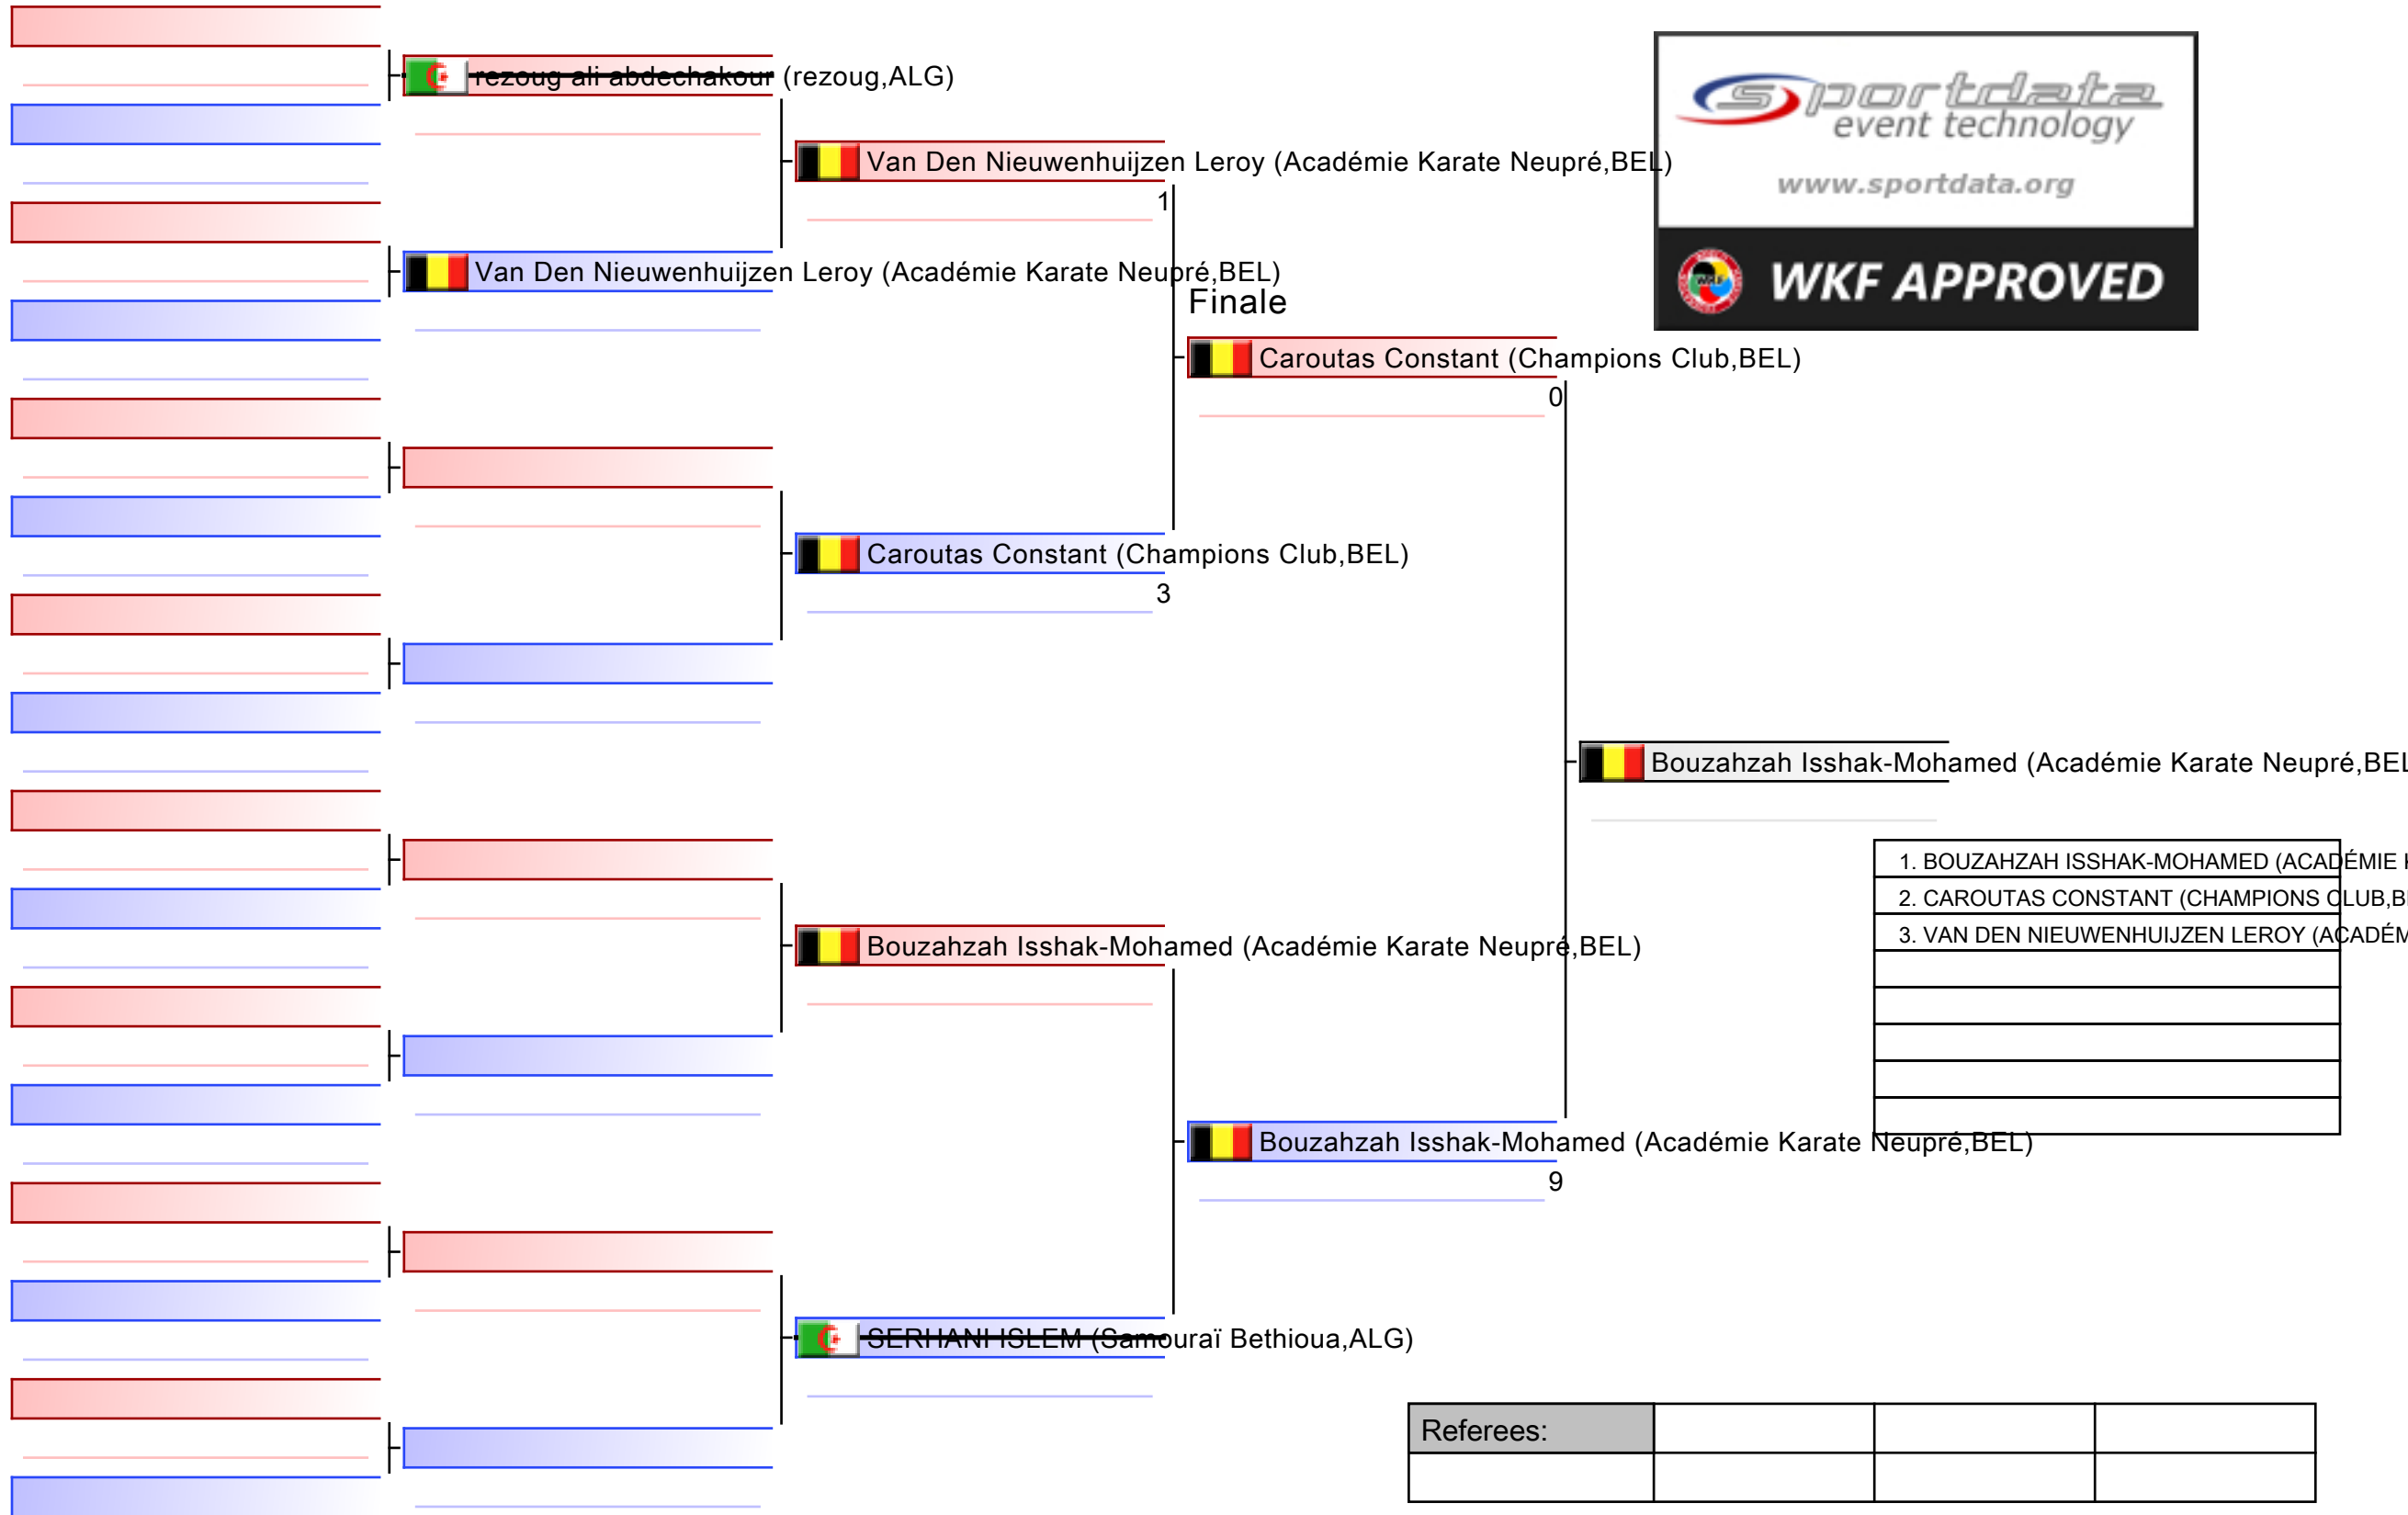 rezoug ali abdechakour (rezoug,ALG)
Van Den Nieuwenhuijzen Leroy (Académie Karate Neupré,BEL)
1
Van Den Nieuwenhuijzen Leroy (Académie Karate Neupré,BEL)
Finale
Caroutas Constant (Champions Club,BEL)
0
Caroutas Constant (Champions Club,BEL)
3
Bouzahzah Isshak-Mohamed (Académie Karate Neupré,BEL
Bouzahzah Isshak-Mohamed (Académie Karate Neupré,BEL)
Bouzahzah Isshak-Mohamed (Académie Karate Neupré,BEL)
9
SERHANI ISLEM (Samouraï Bethioua,ALG)
sportdata
event technology
www.sportdata.org
WKF
WKF APPROVED
1. BOUZAHZAH ISSHAK-MOHAMED (ACADÉMIE
2. CAROUTAS CONSTANT (CHAMPIONS CLUB,B
3. VAN DEN NIEUWENHUIJZEN LEROY (ACADÉM
Referees: